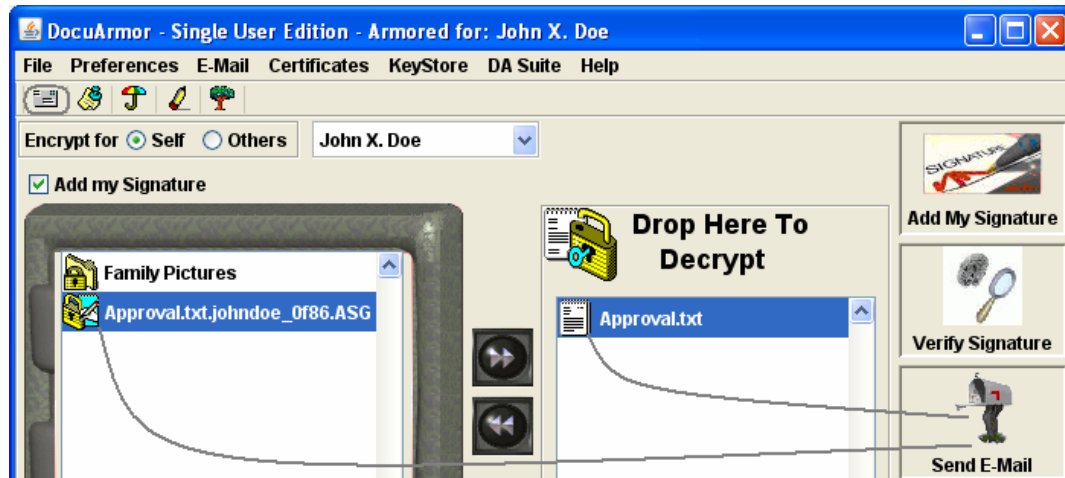 DocuArmor - Single User Edition - Armored for: John X. Doe
File Preferences E-Mail Certificates KeyStore DA Suite Help
Encrypt for Self Others John X. Doe
Add my Signature
SIGNATURE
Add My Signature
Drop Here To
Decrypt
Family Pictures
Approval.txt.johndoe_0f86.ASG
Approval.txt
Verify Signature
Send E-Mail